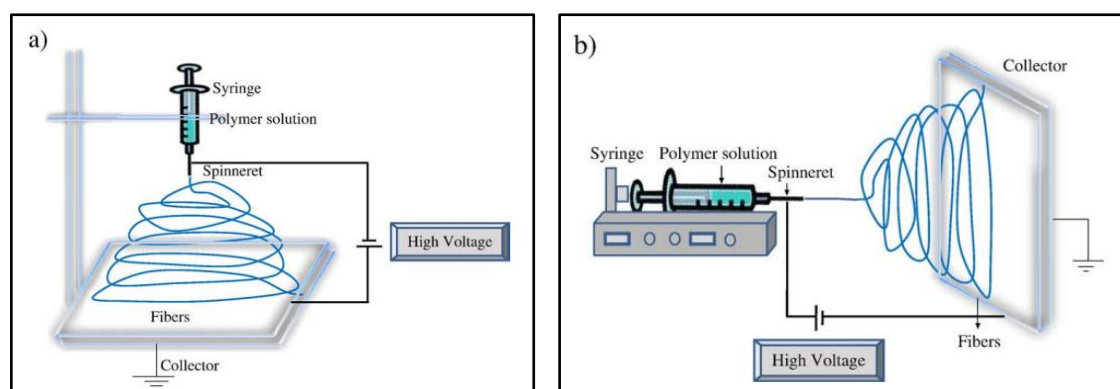 a)
Syringe
Polymer solution
Spinneret
High Voltage
Fibers
Collector
b)
Collector
Syringe
Polymer solution
Spinneret
Fibers
High Voltage